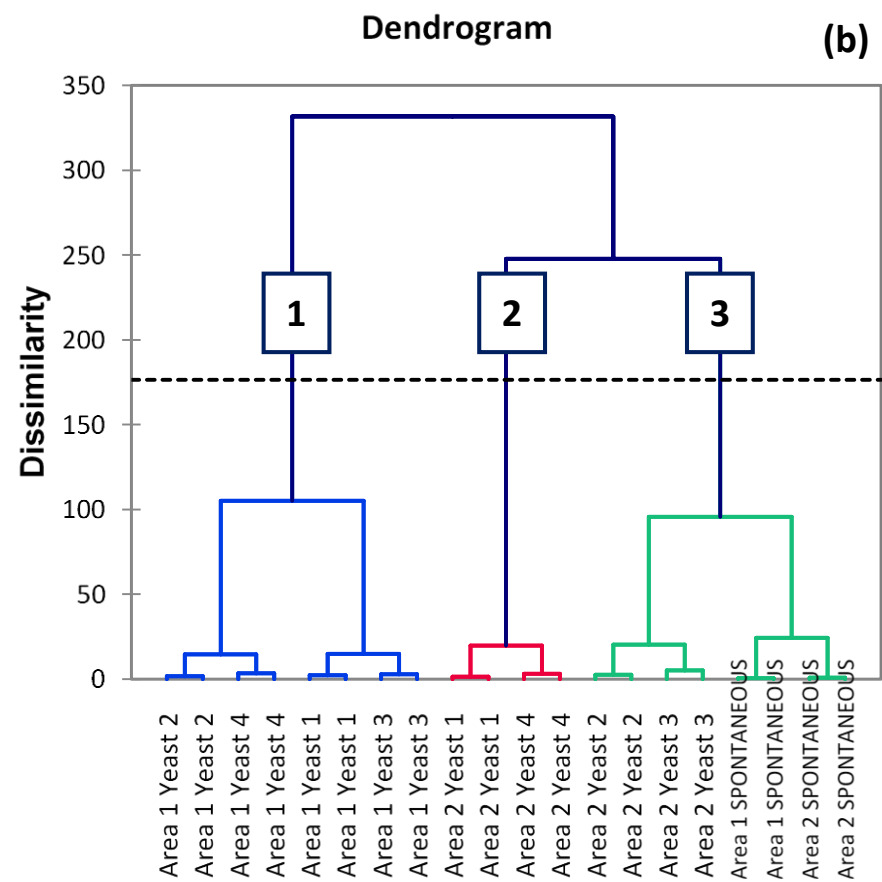 Dendrogram
(b)
Dissimilarity
350
300
250
200
150
100
50
0
1
2
3
Area 1 Yeast 2
Area 1 Yeast 2
Area 1 Yeast 4
Area 1 Yeast 4
Area 1 Yeast 1
Area 1 Yeast 1
Area 1 Yeast 3
Area 1 Yeast 3
Area 2 Yeast 1
Area 2 Yeast 1
Area 2 Yeast 4
Area 2 Yeast 4
Area 2 Yeast 2
Area 2 Yeast 2
Area 2 Yeast 3
Area 2 Yeast 3
Area 1 SPONTANEOUS
Area 1 SPONTANEOUS
Area 2 SPONTANEOUS
Area 2 SPONTANEOUS